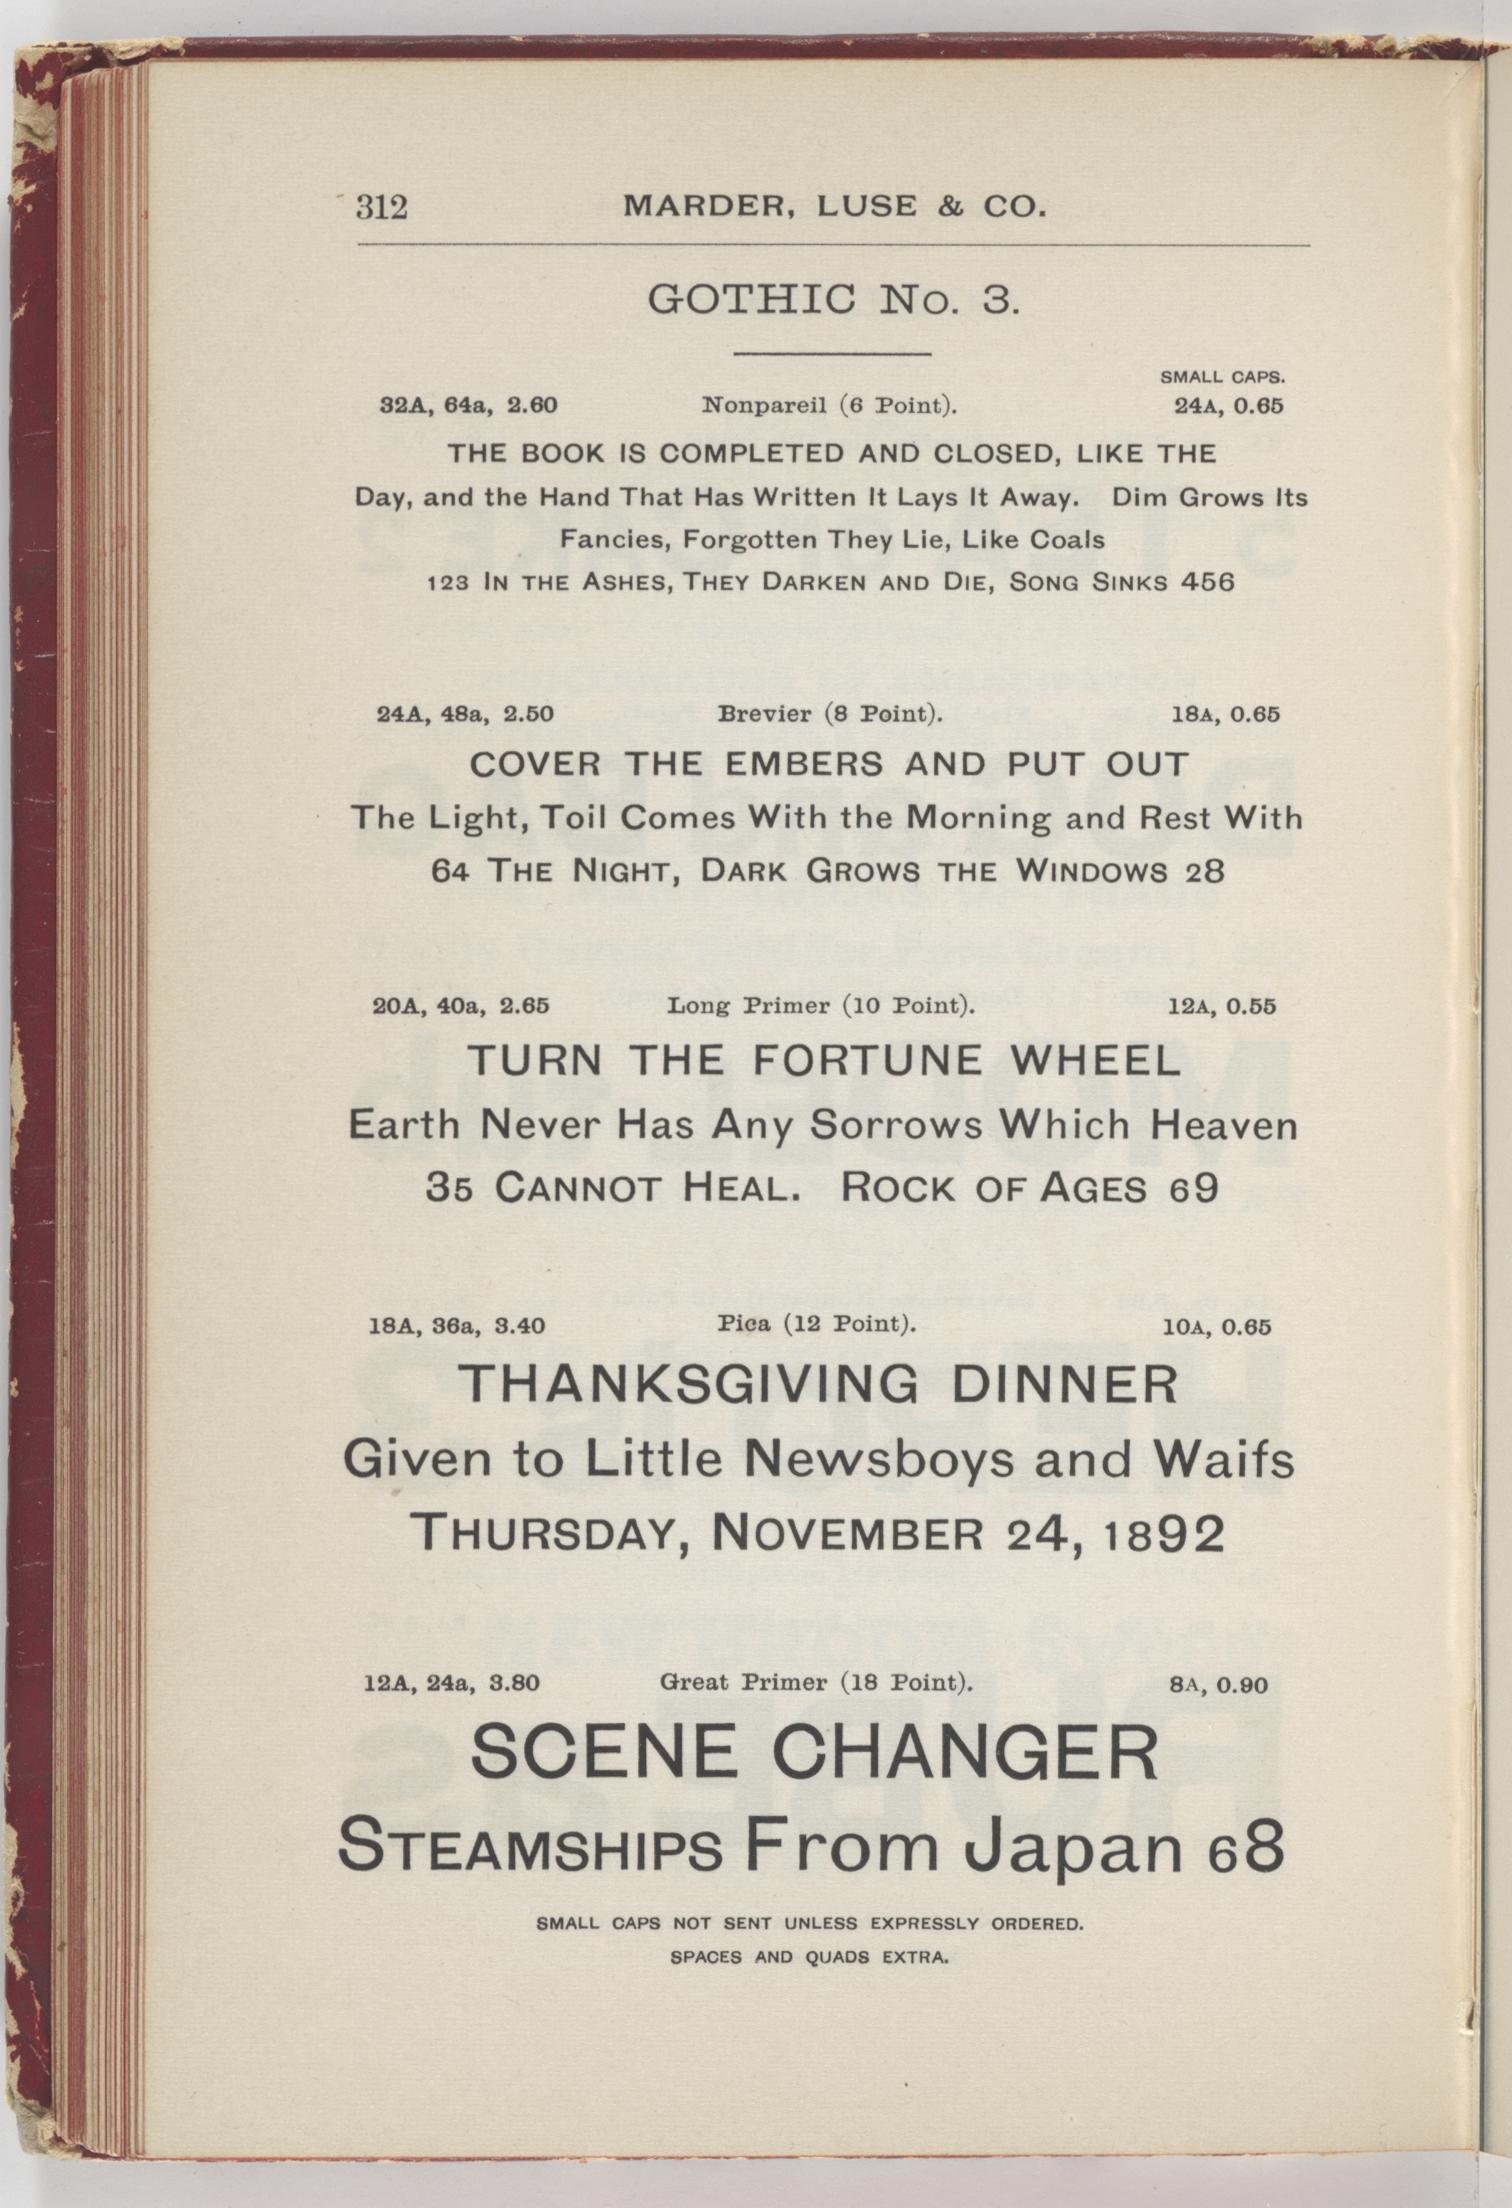 312 MARDER, LUSE & CO.
GOTHIC No. 3.
SMALL CAPS.
32A, 64a, 2.60 Nonpareil (6 Point). 24A, 0.65
THE BOOK IS COMPLETED AND CLOSED, LIKE THE
Day, and the Hand That Has Written It Lays It Away. Dim Grows Its
Fancies, Forgotten They Lie, Like Coals
123 IN THE ASHES, THEY DARKEN AND DIE, SONG SINKS 456
24A, 48a, 2.50 Brevier (8 Point). 18A, 0.65
COVER THE EMBERS AND PUT OUT
The Light, Toil Comes With the Morning and Rest With
64 THE NIGHT, DARK GROWS THE WINDOWS 28
20A, 40a, 2.65 Long Primer (10 Point). 12A, 0.55
TURN THE FORTUNE WHEEL
Earth Never Has Any Sorrows Which Heaven
35 CANNOT HEAL. ROCK OF AGES 69
18A, 36a, 3.40 Pica (12 Point). 10A, 0.65
THANKSGIVING DINNER
Given to Little Newsboys and Waifs
THURSDAY, NOVEMBER 24, 1892
12A, 24a, 3.80 Great Primer (18 Point). 8A, 0.90
SCENE CHANGER
STEAMSHIPS From Japan 68
SMALL CAPS NOT SENT UNLESS EXPRESSLY ORDERED.
SPACES AND QUADS EXTRA.